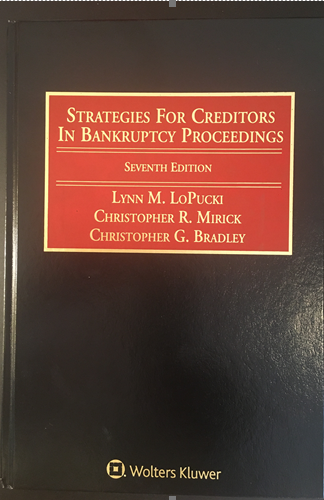 STRATEGIES FOR CREDITORS
IN BANKRUPTCY PROCEEDINGS
SEVENTH EDITION
LYNN M. LOPUCKI
CHRISTOPHER R. MIRICK
CHRISTOPHER G. BRADLEY
Wolters Kluwer